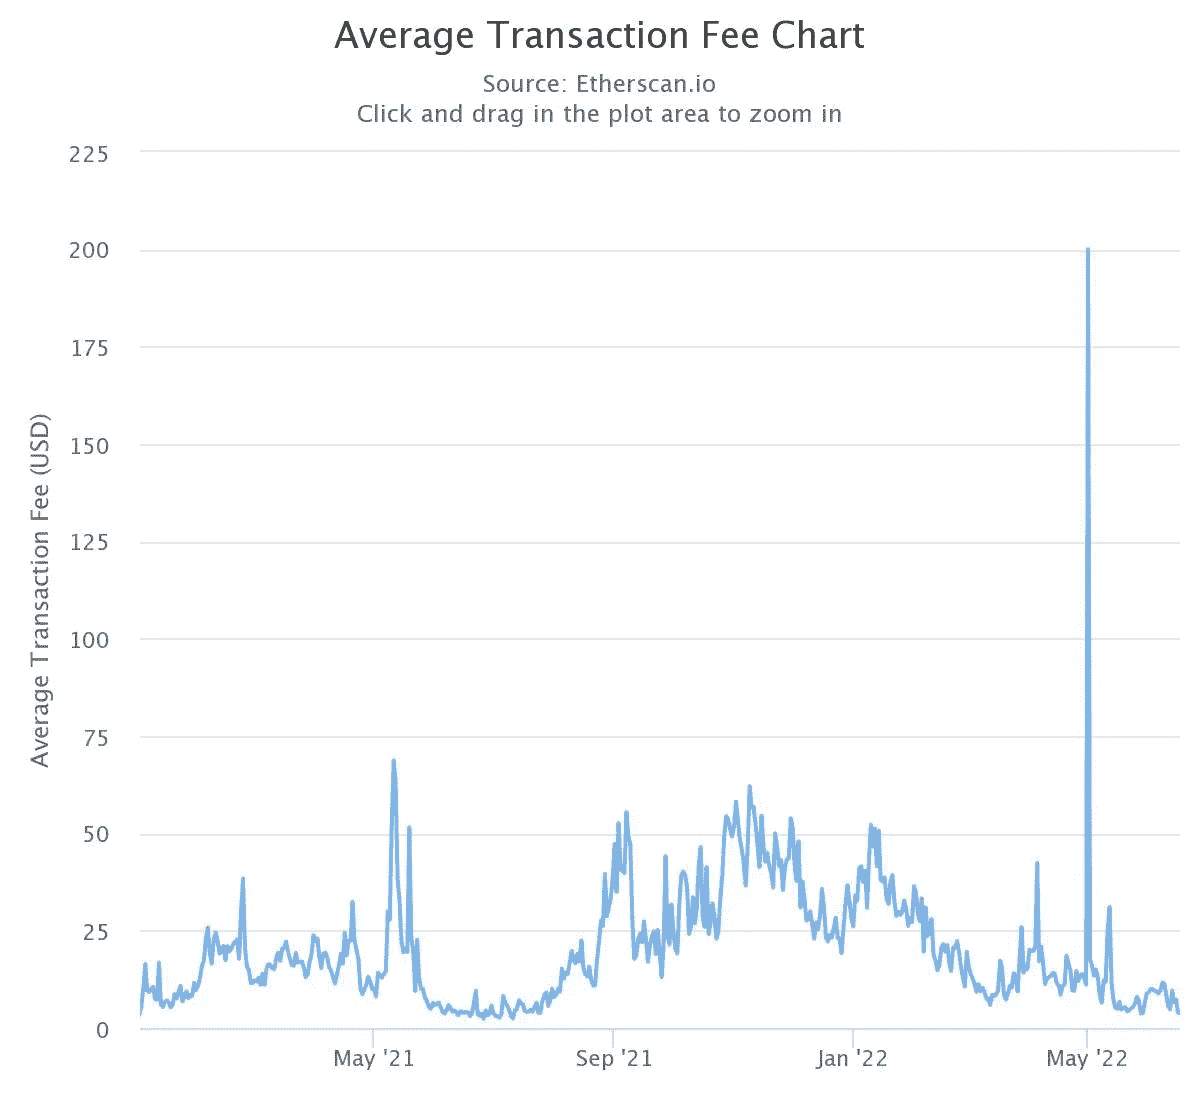 Average Transaction Fee Chart
Source: Etherscan.io
Click and drag in the plot area to zoom in
Average Transaction Fee (USD)
225
200
175
150
125
100
75
50
25
0
May '21
Sep '21
Jan '22
May '22